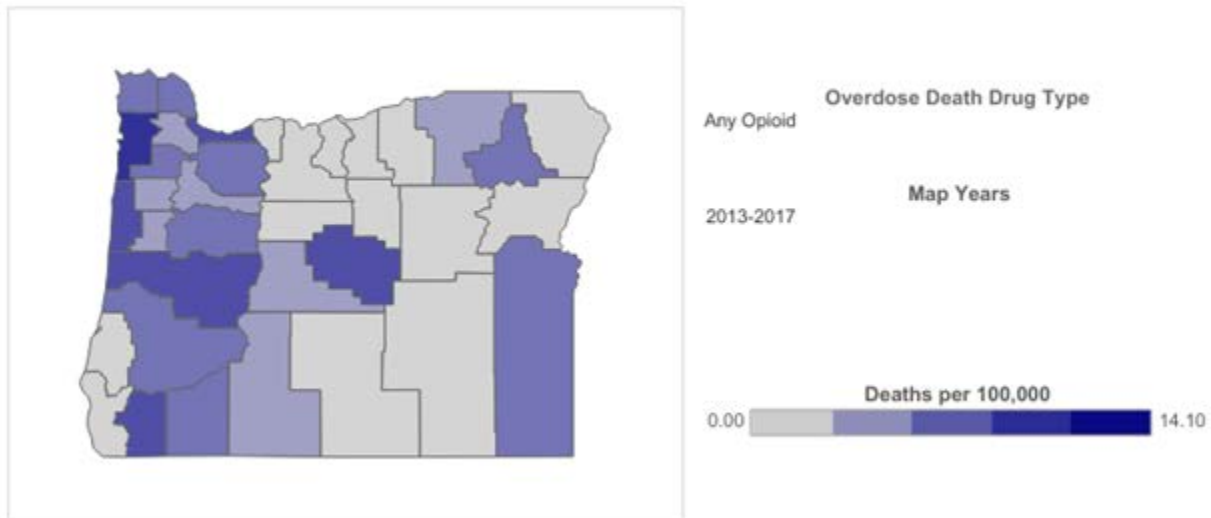 Overdose Death Drug Type
Any Opioid
Map Years
2013-2017
Deaths per 100,000
0.00
14.10